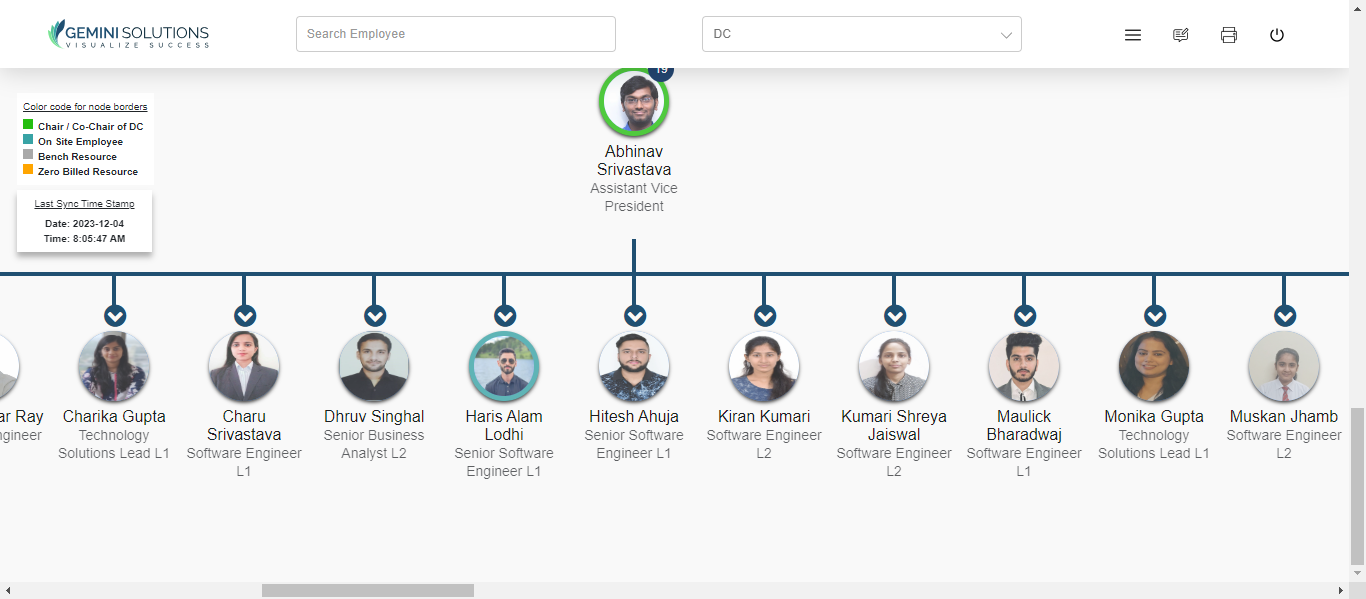 GEMINI SOLUTIONS
VISUALIZE SUCCESS
Search Employee
DC
Color code for node borders
Chair / Co-Chair of DC
On Site Employee
Bench Resource
Zero Billed Resource
Last Sync Time Stamp
Date: 2023-12-04
Time: 8:05:47 AM
19
Abhinav
Srivastava
Assistant Vice
President
ar Ray
ngineer
Charika Gupta
Technology
Solutions Lead L1
Charu
Srivastava
Software Engineer
L1
Dhruv Singhal
Senior Business
Analyst L2
Haris Alam
Lodhi
Senior Software
Engineer L1
Hitesh Ahuja
Senior Software
Engineer L1
Kiran Kumari
Software Engineer
L2
Kumari Shreya
Jaiswal
Software Engineer
L2
Maulick
Bharadwaj
Software Engineer
L1
Monika Gupta
Technology
Solutions Lead L1
Muskan Jhamb
Software Engineer
L2